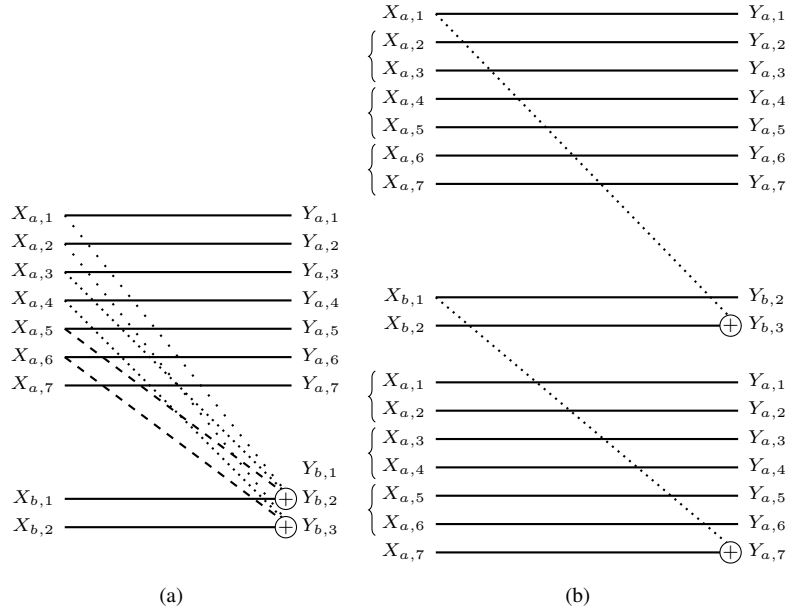 X_{a,1} Y_{a,1}
X_{a,2} Y_{a,2}
X_{a,3} Y_{a,3}
X_{a,4} Y_{a,4}
X_{a,5} Y_{a,5}
X_{a,6} Y_{a,6}
X_{a,7} Y_{a,7}
Y_{b,1}
X_{b,1} Y_{b,2}
X_{b,2} Y_{b,3}
(a)
X_{a,1} Y_{a,1}
X_{a,2} Y_{a,2}
X_{a,3} Y_{a,3}
X_{a,4} Y_{a,4}
X_{a,5} Y_{a,5}
X_{a,6} Y_{a,6}
X_{a,7} Y_{a,7}
X_{b,1} Y_{b,2}
X_{b,2} Y_{b,3}
X_{a,1} Y_{a,1}
X_{a,2} Y_{a,2}
X_{a,3} Y_{a,3}
X_{a,4} Y_{a,4}
X_{a,5} Y_{a,5}
X_{a,6} Y_{a,6}
X_{a,7} Y_{a,7}
(b)